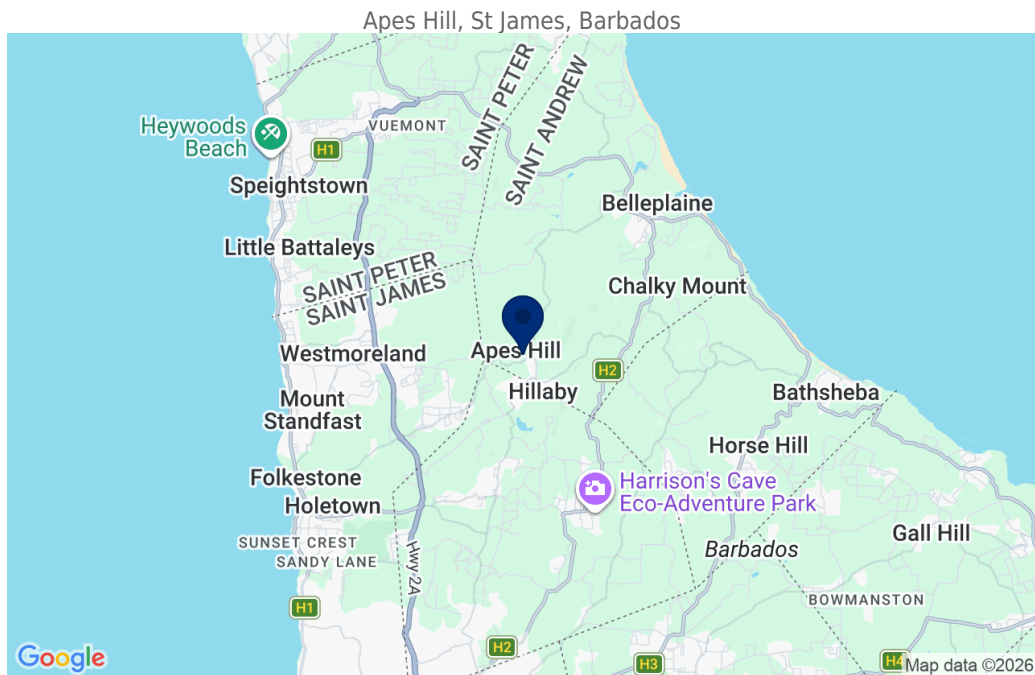 Apes Hill, St James, Barbados
SAINT PETER
SAINT ANDREW
Heywoods
Beach
VUEMONT
H1
Speightstown
Belleplaine
Little Battaleys
SAINT PETER
SAINT JAMES
Chalky Mount
Westmoreland
Apes Hill
H2
Hillaby
Bathsheba
Mount
Standfast
Horse Hill
Folkestone
Harrison's Cave
Eco-Adventure Park
Holetown
Gall Hill
SUNSET CREST
Barbados
SANDY LANE
Hwy 2A
BOWMANSTON
H1
H2
H3
H4
Google
Map data ©2026